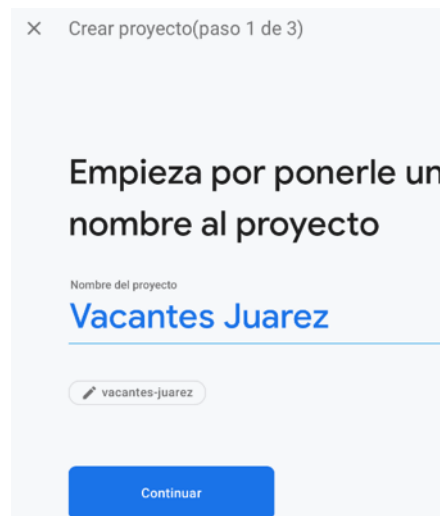 Crear proyecto(paso 1 de 3)
Empieza por ponerle un
nombre al proyecto
Nombre del proyecto
Vacantes Juarez
vacantes-juarez
Continuar